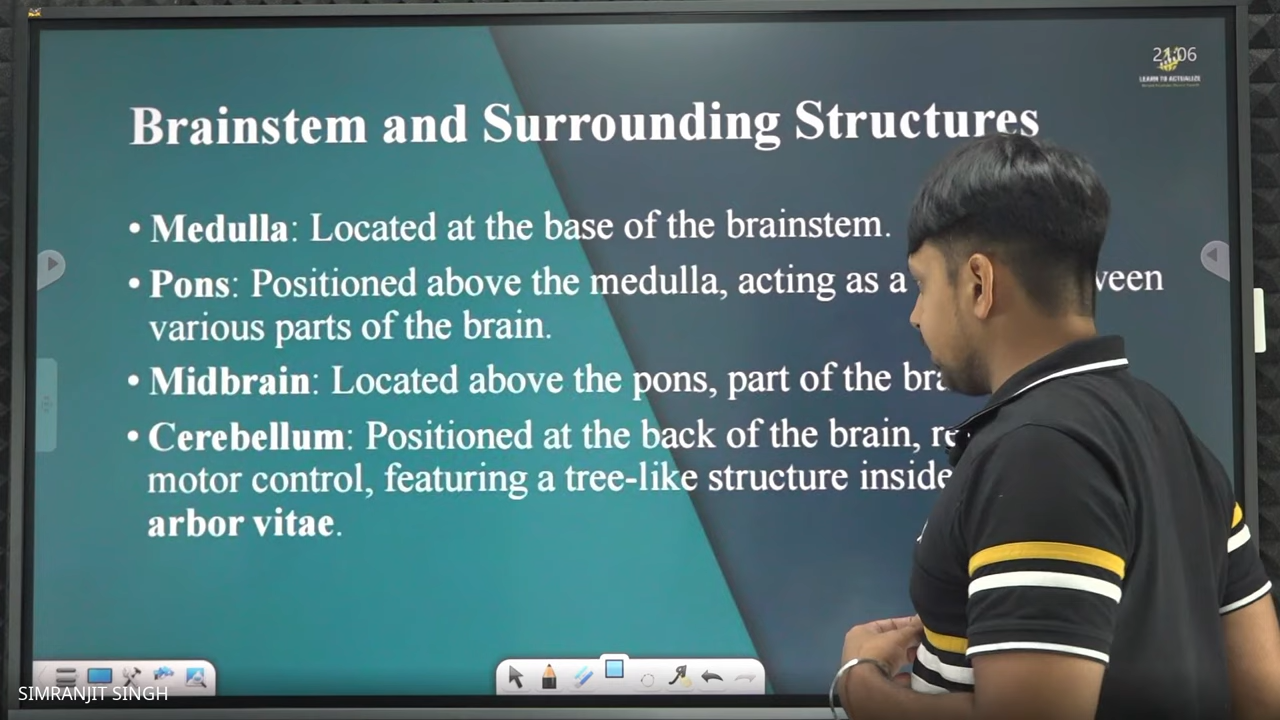 21:06
LEARN TO ACTUALIZE
Brainstem and Surrounding Structures
• Medulla: Located at the base of the brainstem.
• Pons: Positioned above the medulla, acting as a ween
various parts of the brain.
• Midbrain: Located above the pons, part of the bra
• Cerebellum: Positioned at the back of the brain, re
motor control, featuring a tree-like structure inside
arbor vitae.
SIMRANJIT SINGH